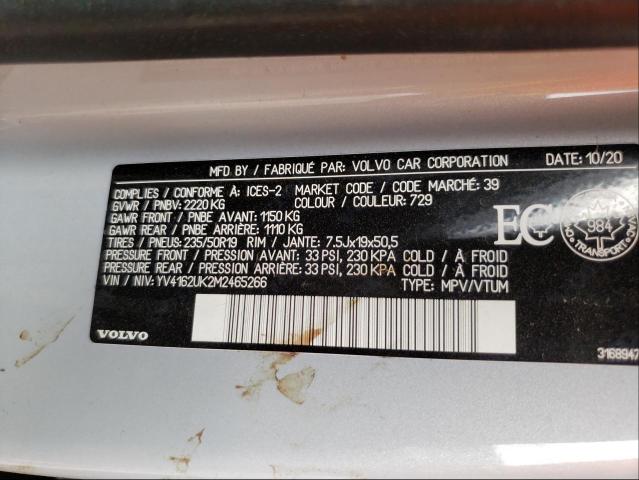 MFD BY / FABRIQUÉ PAR: VOLVO CAR CORPORATION DATE: 10/20
COMPLIES / CONFORME À: ICES-2 MARKET CODE / CODE MARCHÉ: 39
GVWR / PNBV: 2220 KG COLOUR / COULEUR: 729
GAWR FRONT / PNBE AVANT: 1150 KG
GAWR REAR / PNBE ARRIÈRE: 1110 KG
TIRES / PNEUS: 235/50R19 RIM / JANTE: 7.5Jx19x50,5
PRESSURE FRONT / PRESSION AVANT: 33 PSI, 230 KPA COLD / À FROID
PRESSURE REAR / PRESSION ARRIÈRE: 33 PSI, 230 KPA COLD / À FROID
VIN / NIV: YV4162UK2M2465266 TYPE: MPV/VTUM
EC
984
TRANSPORT
VOLVO
3168947